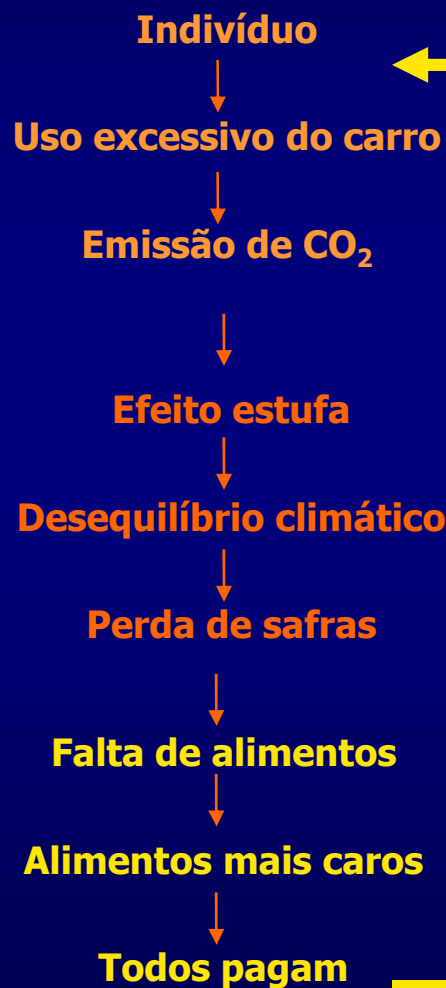 Indivíduo
Uso excessivo do carro
Emissão de CO₂
Efeito estufa
Desequilíbrio climático
Perda de safras
Falta de alimentos
Alimentos mais caros
Todos pagam